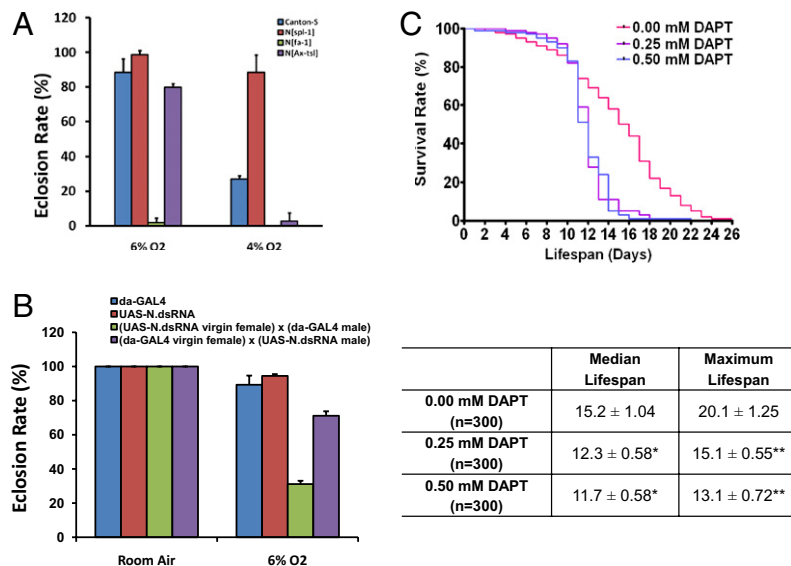 A
Canton-S
N[spl-1]
N[fa-1]
N[Ax-tsl]
Eclosion Rate (%)
120
100
80
60
40
20
0
6% O2
4% O2
B
da-GAL4
UAS-N.dsRNA
(UAS-N.dsRNA virgin female) x (da-GAL4 male)
(da-GAL4 virgin female) x (UAS-N.dsRNA male)
Eclosion Rate (%)
120
100
80
60
40
20
0
Room Air
6% O2
C
0.00 mM DAPT
0.25 mM DAPT
0.50 mM DAPT
Survival Rate (%)
100
80
60
40
20
0
0 2 4 6 8 10 12 14 16 18 20 22 24 26
Lifespan (Days)
Median Lifespan
Maximum Lifespan
0.00 mM DAPT (n=300)
15.2 ± 1.04
20.1 ± 1.25
0.25 mM DAPT (n=300)
12.3 ± 0.58*
15.1 ± 0.55**
0.50 mM DAPT (n=300)
11.7 ± 0.58*
13.1 ± 0.72**